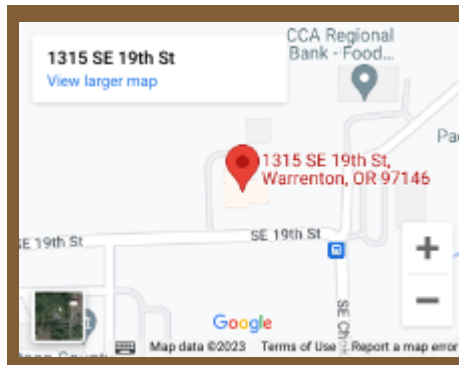 1315 SE 19th St
View larger map
CCA Regional
Bank - Food...
1315 SE 19th St,
Warrenton, OR 97146
SE 19th St
SE 19th St
+
−
Google
Map data ©2023
Terms of Use
Report a map error